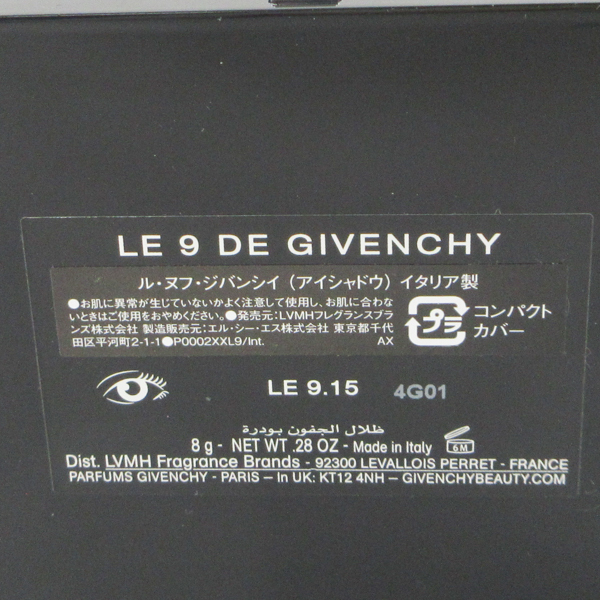 LE 9 DE GIVENCHY
ル・ヌフ・ジバンシイ (アイシャドウ) イタリア製
●お肌に異常が生じていないかよく注意して使用し、お肌に合わな
いときはご使用をおやめください。●発売元:LVMHフレグランスブラ
ンズ株式会社 製造販売元:エル・シー・エス株式会社 東京都千代
田区平河町2-1-1●P0002XXL9/Int. AX
プラ
コンパクト
カバー
LE 9.15 4G01
ظلال الجفون بودرة
8 g - NET WT .28 OZ - Made in Italy 6M
Dist. LVMH Fragrance Brands - 92300 LEVALLOIS PERRET - FRANCE
PARFUMS GIVENCHY - PARIS – In UK: KT12 4NH – GIVENCHYBEAUTY.COM